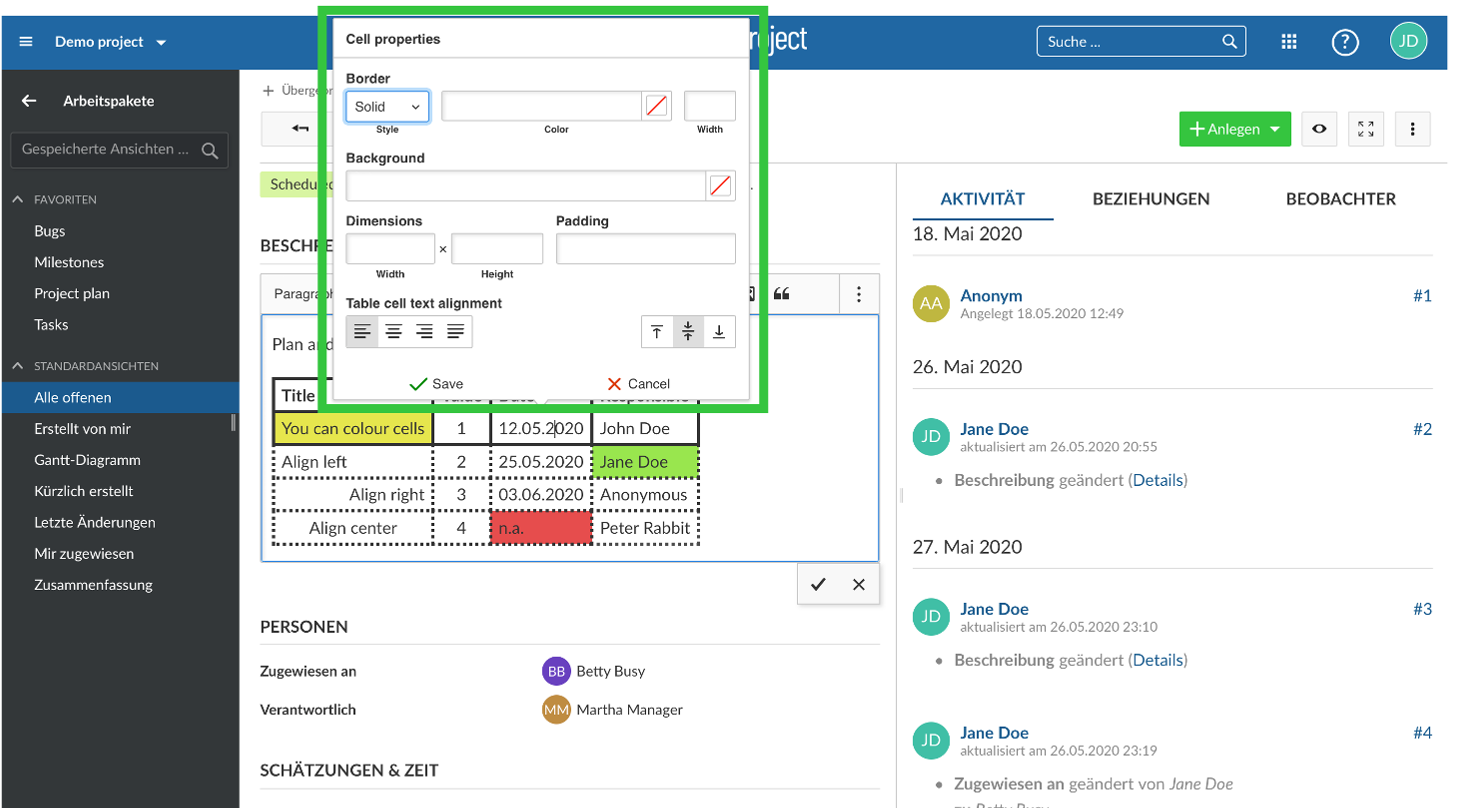 Demo project
roject
Suche ...
?
JD
Arbeitspakete
Gespeicherte Ansichten ...
FAVORITEN
Bugs
Milestones
Project plan
Tasks
STANDARDANSICHTEN
Alle offenen
Erstellt von mir
Gantt-Diagramm
Kürzlich erstellt
Letzte Änderungen
Mir zugewiesen
Zusammenfassung
+ Überge
Schedule
BESCHRE
Paragraph
Plan and
Cell properties
Border
Solid
Style Color Width
Background
Dimensions Padding
×
Width Height
Table cell text alignment
Save Cancel
Title Value Date Responsible
You can colour cells 1 12.05.2020 John Doe
Align left 2 25.05.2020 Jane Doe
Align right 3 03.06.2020 Anonymous
Align center 4 n.a. Peter Rabbit
PERSONEN
Zugewiesen an BB Betty Busy
Verantwortlich MM Martha Manager
SCHÄTZUNGEN & ZEIT
+ Anlegen
AKTIVITÄT BEZIEHUNGEN BEOBACHTER
18. Mai 2020
AA Anonym #1
Angelegt 18.05.2020 12:49
26. Mai 2020
JD Jane Doe #2
aktualisiert am 26.05.2020 20:55
Beschreibung geändert (Details)
27. Mai 2020
JD Jane Doe #3
aktualisiert am 26.05.2020 23:10
Beschreibung geändert (Details)
JD Jane Doe #4
aktualisiert am 26.05.2020 23:19
Zugewiesen an geändert von Jane Doe
zu Betty Busy